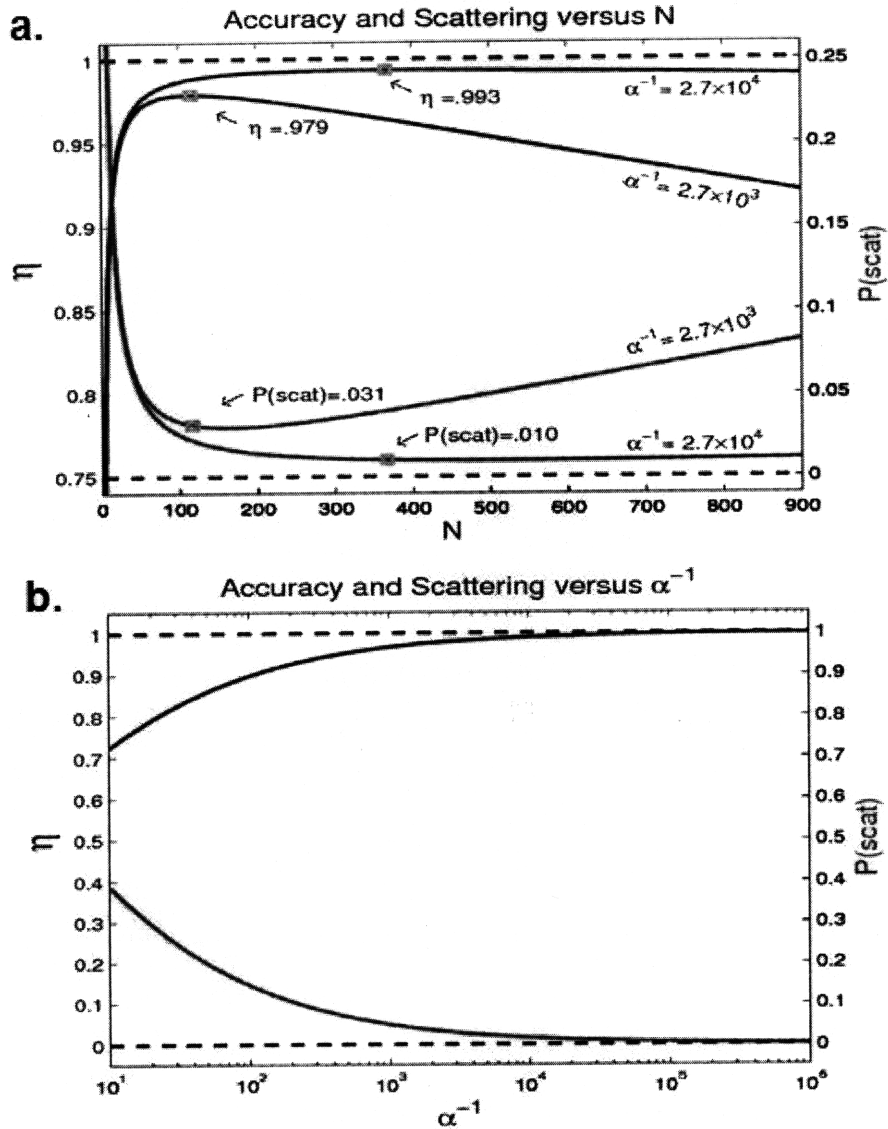 a.
Accuracy and Scattering versus N
1
0.95
0.9
0.85
0.8
0.75
η
0.25
0.2
0.15
0.1
0.05
0
P(scat)
α⁻¹ = 2.7×10⁴
η =.993
η =.979
α⁻¹ = 2.7×10³
α⁻¹ = 2.7×10³
P(scat)=.031
P(scat)=.010
α⁻¹ = 2.7×10⁴
0 100 200 300 400 500 600 700 800 900
N
b.
Accuracy and Scattering versus α⁻¹
1
0.9
0.8
0.7
0.6
0.5
0.4
0.3
0.2
0.1
0
η
1
0.9
0.8
0.7
0.6
0.5
0.4
0.3
0.2
0.1
0
P(scat)
10¹ 10² 10³ 10⁴ 10⁵ 10⁶
α⁻¹